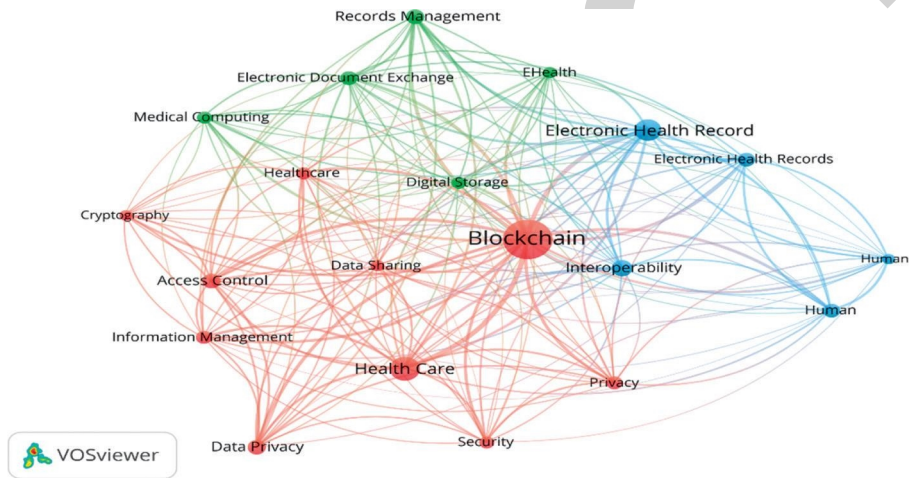 Records Management
EHealth
Electronic Document Exchange
Medical Computing
Electronic Health Record
Electronic Health Records
Healthcare
Digital Storage
Cryptography
Blockchain
Human
Data Sharing
Interoperability
Access Control
Human
Information Management
Health Care
Privacy
Security
Data Privacy
VOSviewer